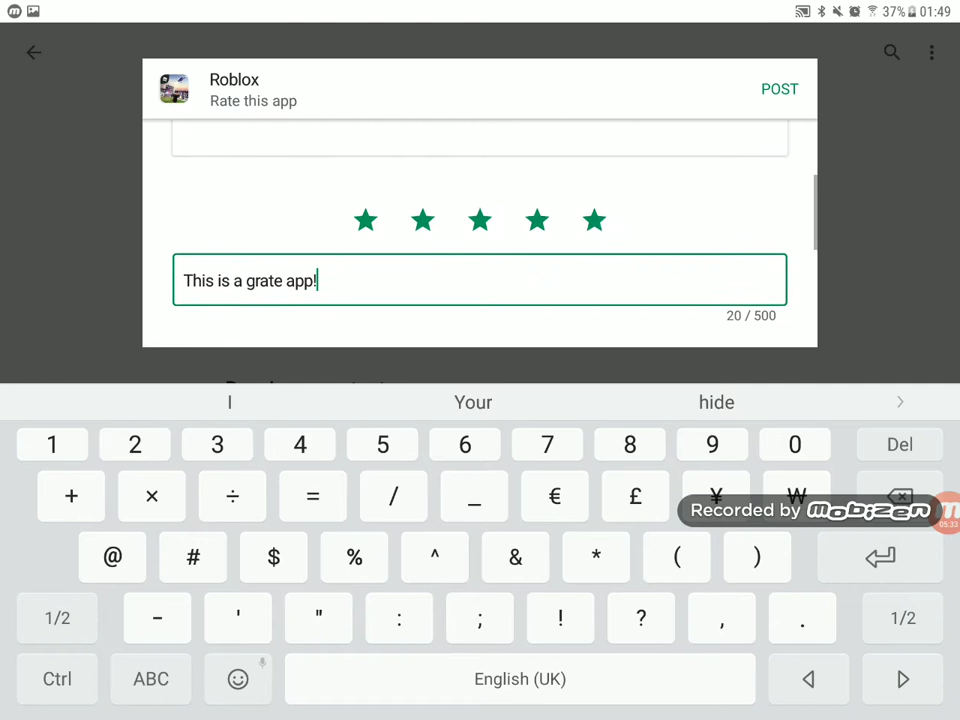 37% 01:49
Roblox
Rate this app
POST
This is a grate app!
20 / 500
I Your hide
1 2 3 4 5 6 7 8 9 0 Del
+ × ÷ = / _ € £ ¥ ₩
Recorded by mobizen
05:33
@ # $ % ^ & * ( )
1/2 - ' " : ; ! ? , . 1/2
Ctrl ABC English (UK)